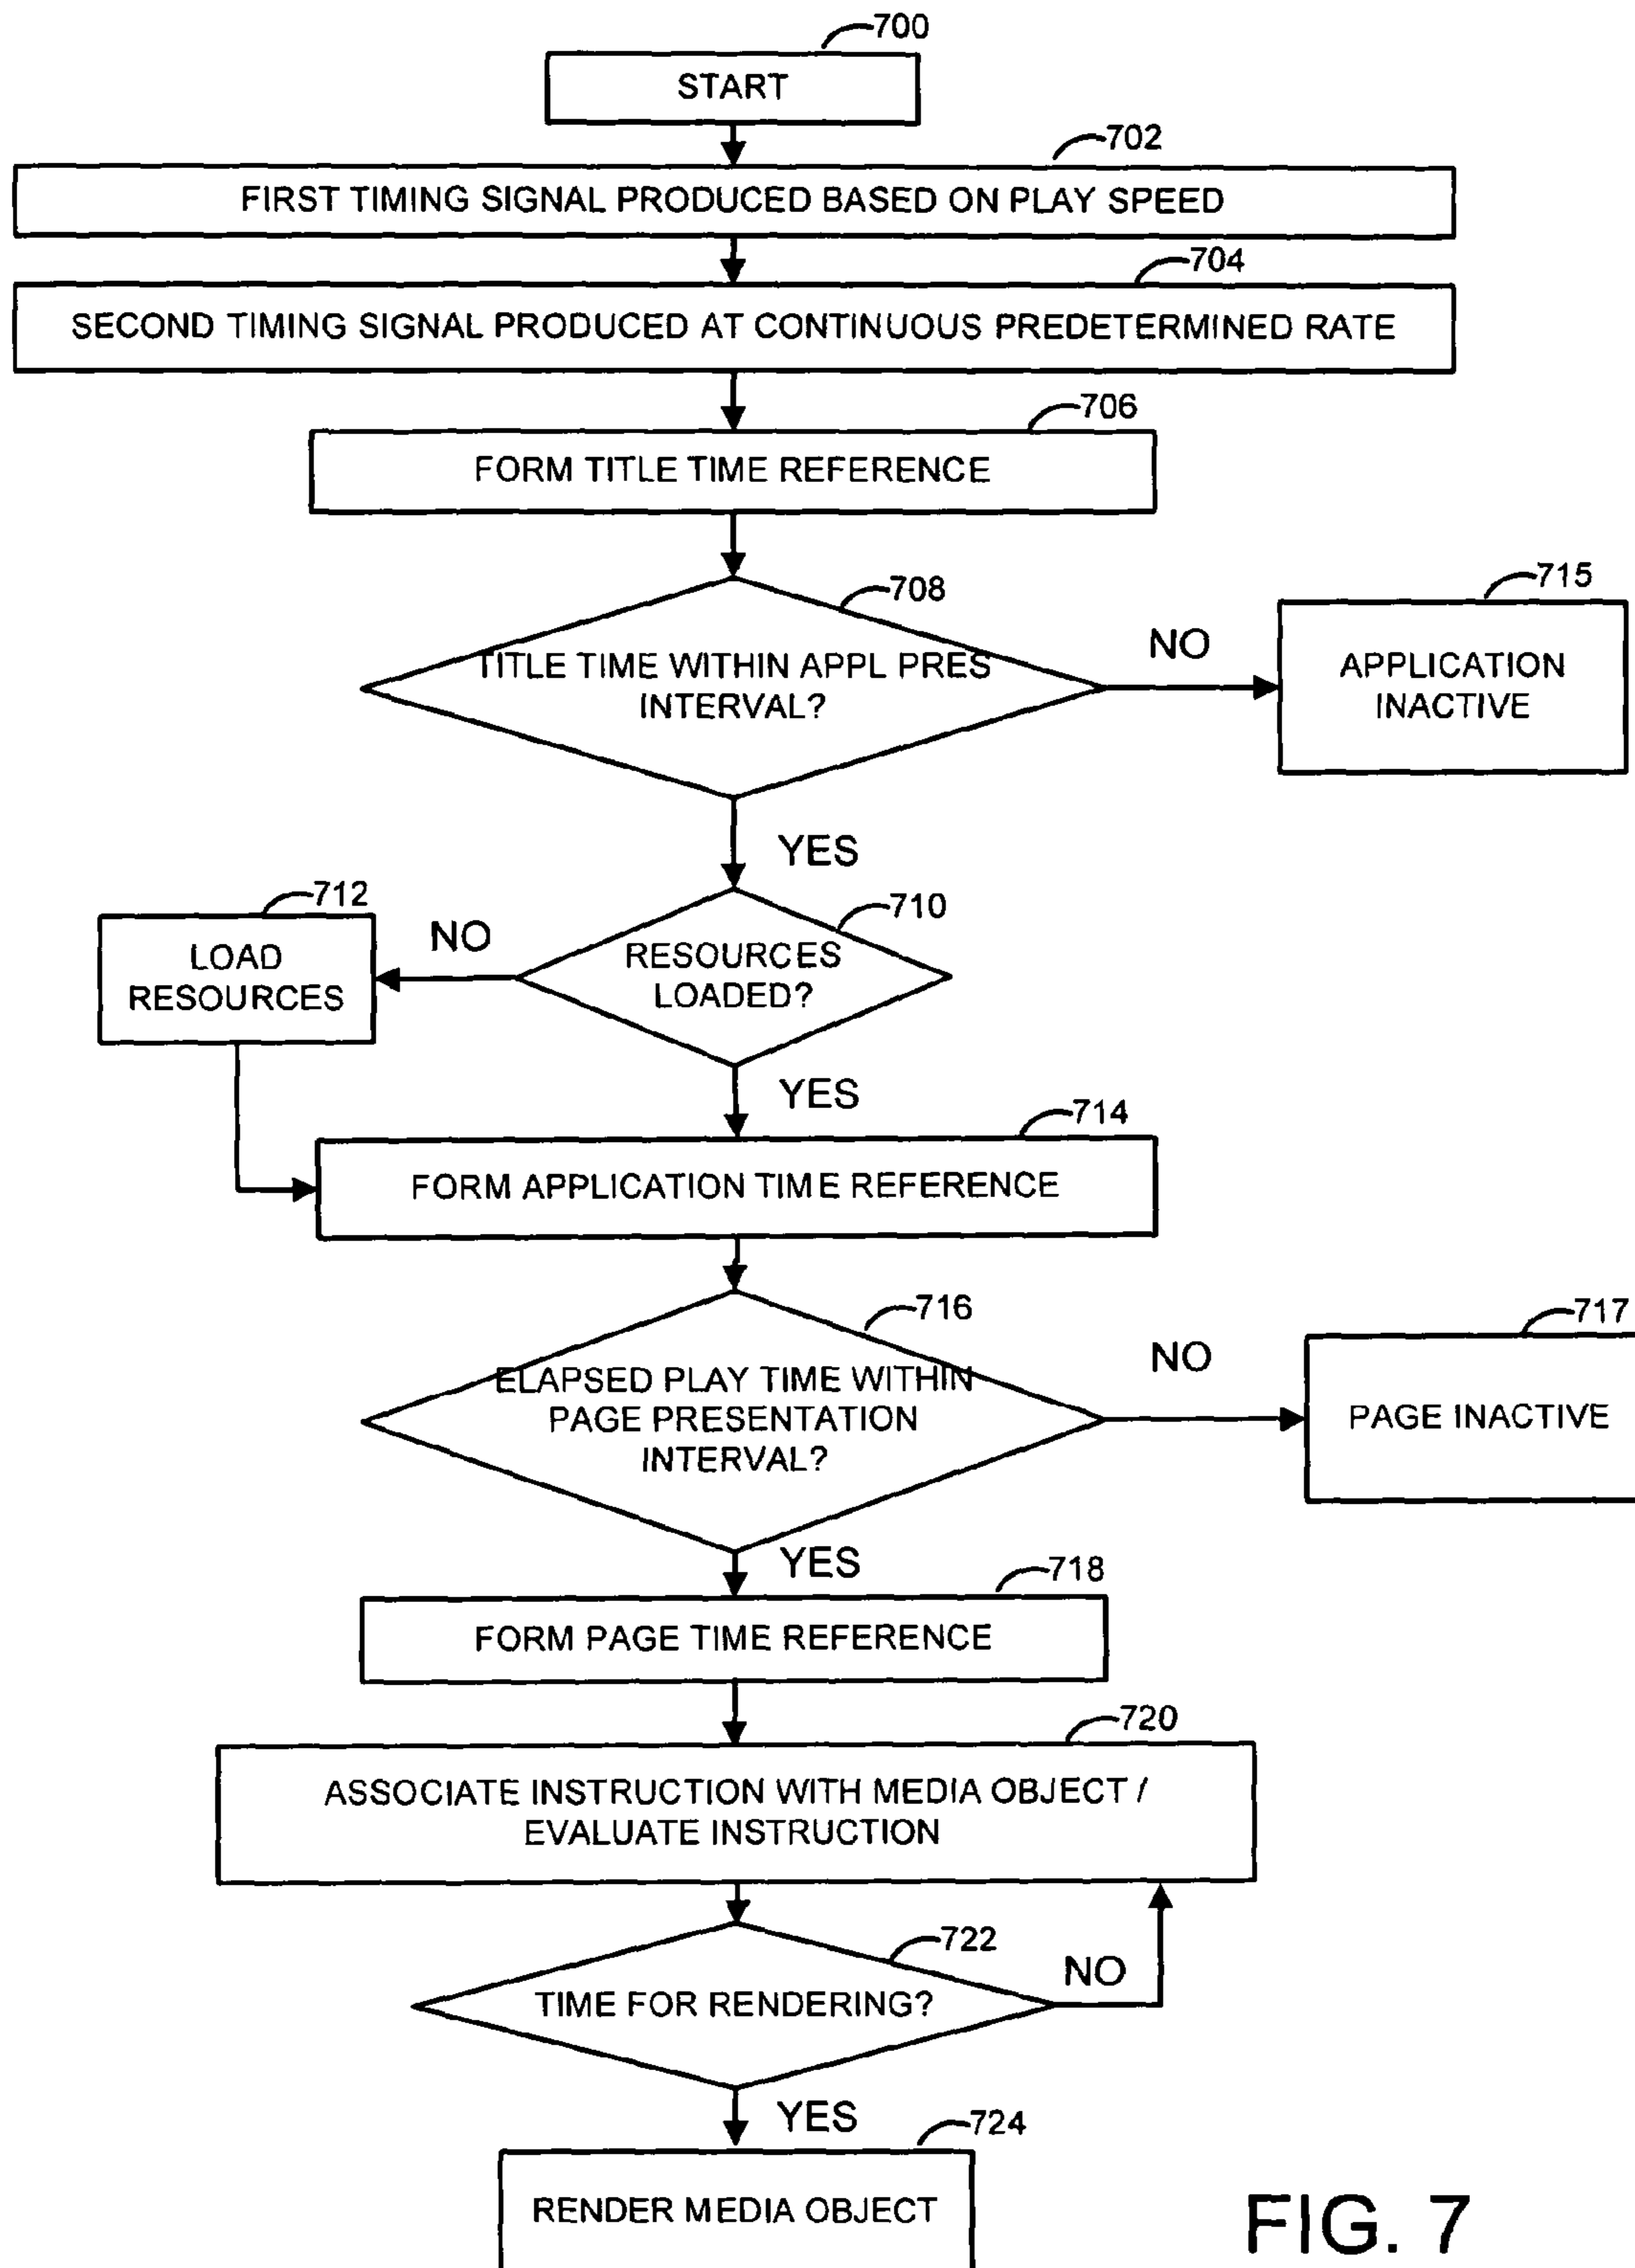 700
START
702
FIRST TIMING SIGNAL PRODUCED BASED ON PLAY SPEED
704
SECOND TIMING SIGNAL PRODUCED AT CONTINUOUS PREDETERMINED RATE
706
FORM TITLE TIME REFERENCE
708
TITLE TIME WITHIN APPL PRES
INTERVAL?
NO
715
APPLICATION
INACTIVE
YES
710
RESOURCES
LOADED?
NO
712
LOAD
RESOURCES
YES
714
FORM APPLICATION TIME REFERENCE
716
ELAPSED PLAY TIME WITHIN
PAGE PRESENTATION
INTERVAL?
NO
717
PAGE INACTIVE
YES
718
FORM PAGE TIME REFERENCE
720
ASSOCIATE INSTRUCTION WITH MEDIA OBJECT /
EVALUATE INSTRUCTION
722
TIME FOR RENDERING?
NO
YES
724
RENDER MEDIA OBJECT
FIG. 7